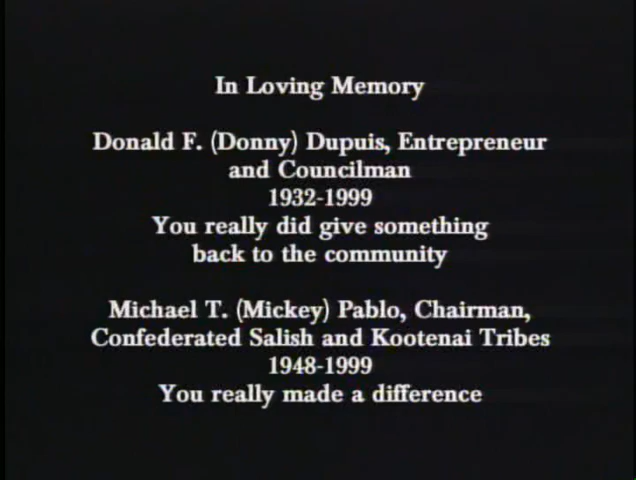 In Loving Memory
Donald F. (Donny) Dupuis, Entrepreneur
and Councilman
1932-1999
You really did give something
back to the community
Michael T. (Mickey) Pablo, Chairman,
Confederated Salish and Kootenai Tribes
1948-1999
You really made a difference